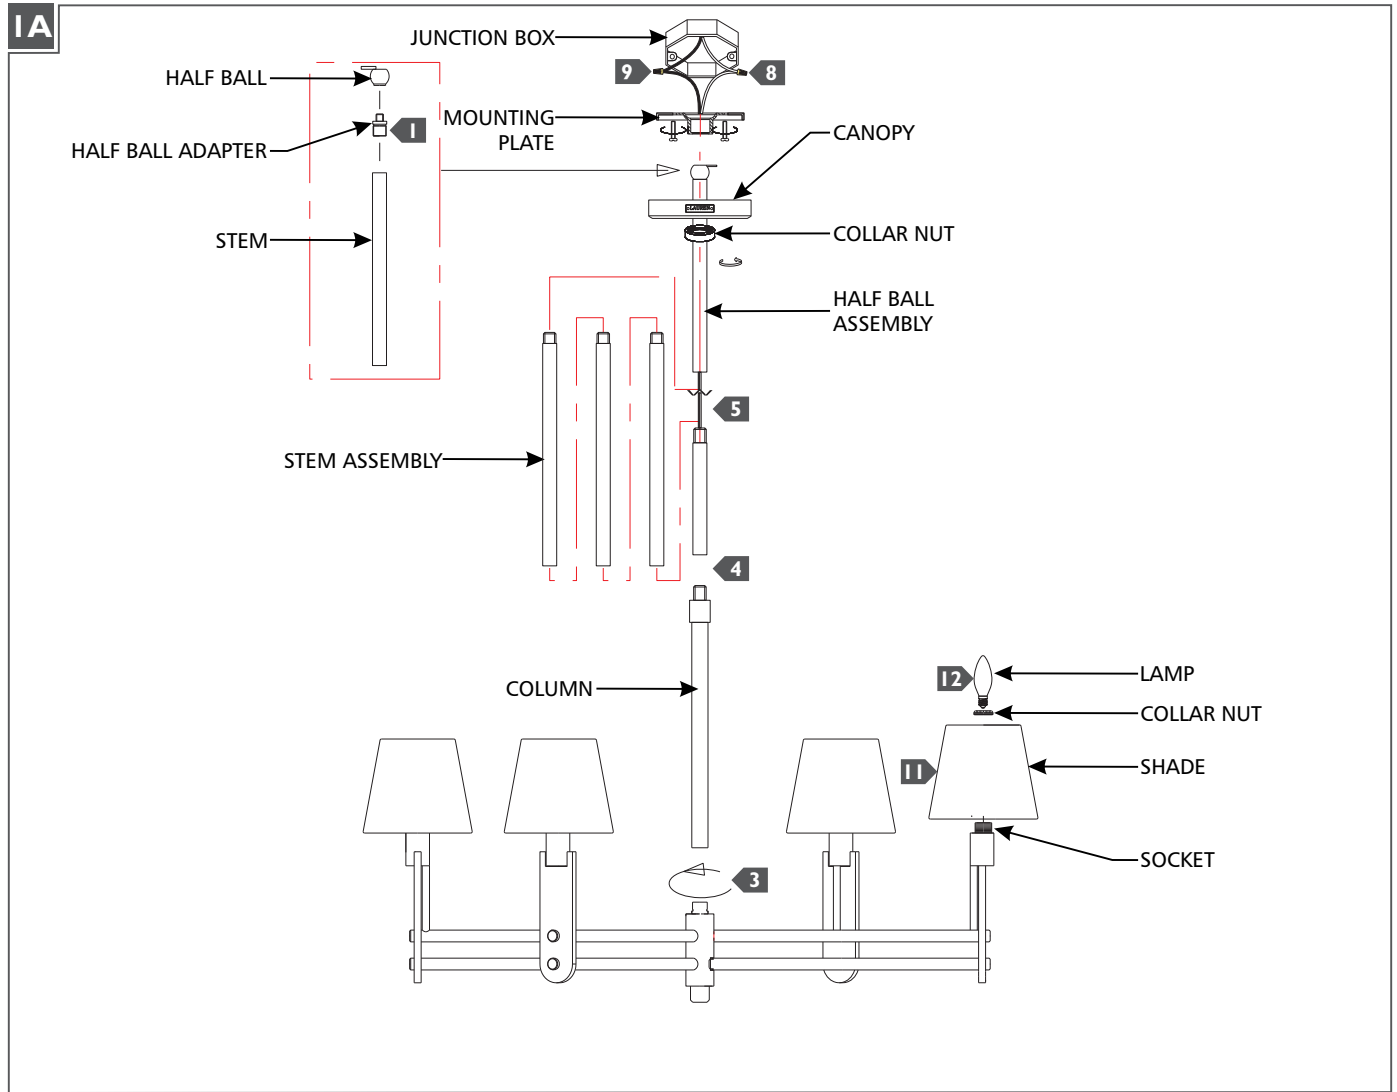 1A
JUNCTION BOX
9
8
HALF BALL
MOUNTING
PLATE
1
HALF BALL ADAPTER
CANOPY
STEM
COLLAR NUT
HALF BALL
ASSEMBLY
5
STEM ASSEMBLY
4
COLUMN
12
LAMP
COLLAR NUT
11
SHADE
SOCKET
3